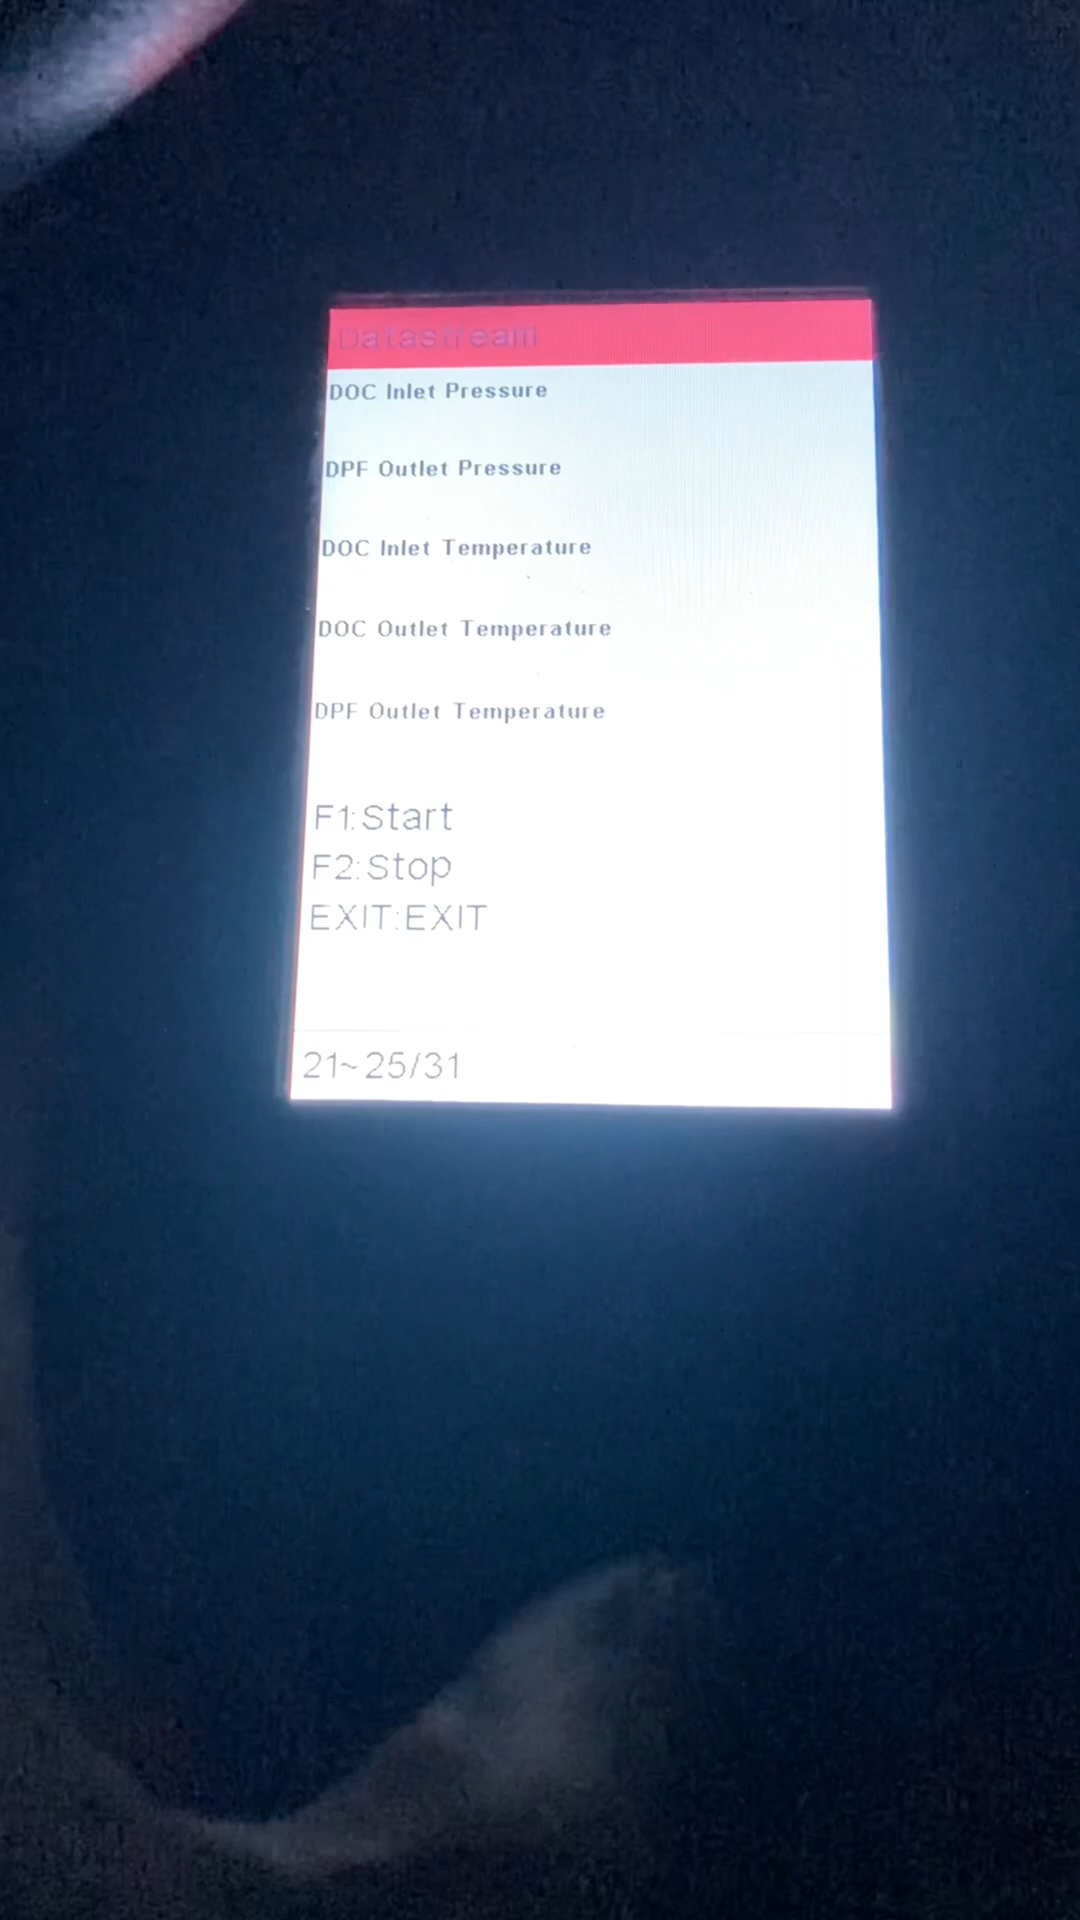 Datastream
DOC Inlet Pressure
DPF Outlet Pressure
DOC Inlet Temperature
DOC Outlet Temperature
DPF Outlet Temperature
F1:Start
F2:Stop
EXIT:EXIT
21~25/31